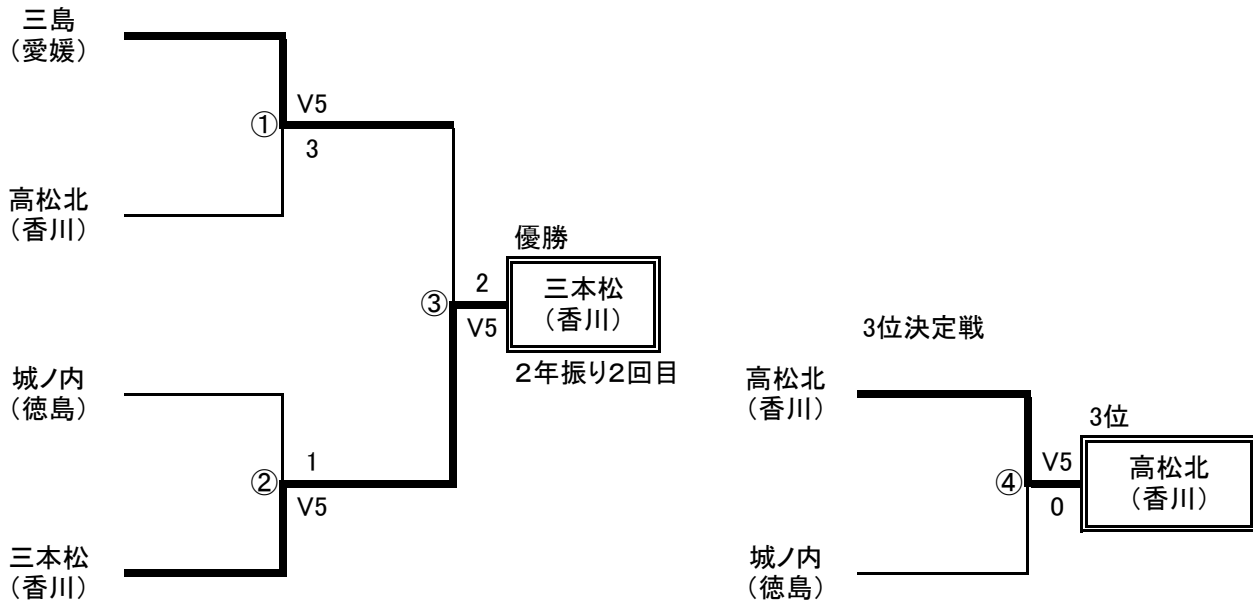 三島
（愛媛）
V5
①
3
高松北
（香川）
優勝
2
三本松
（香川）
③
V5
2年振り2回目
城ノ内
（徳島）
1
②
V5
三本松
（香川）
3位決定戦
高松北
（香川）
3位
V5
高松北
（香川）
④
0
城ノ内
（徳島）